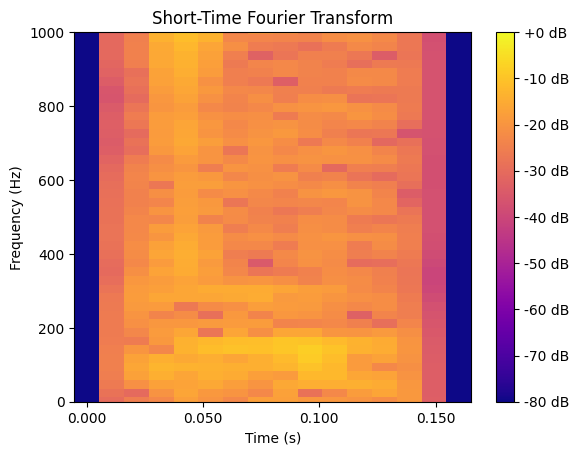 Short-Time Fourier Transform
Frequency (Hz)
1000
800
600
400
200
0
0.000
0.050
0.100
0.150
Time (s)
+0 dB
-10 dB
-20 dB
-30 dB
-40 dB
-50 dB
-60 dB
-70 dB
-80 dB